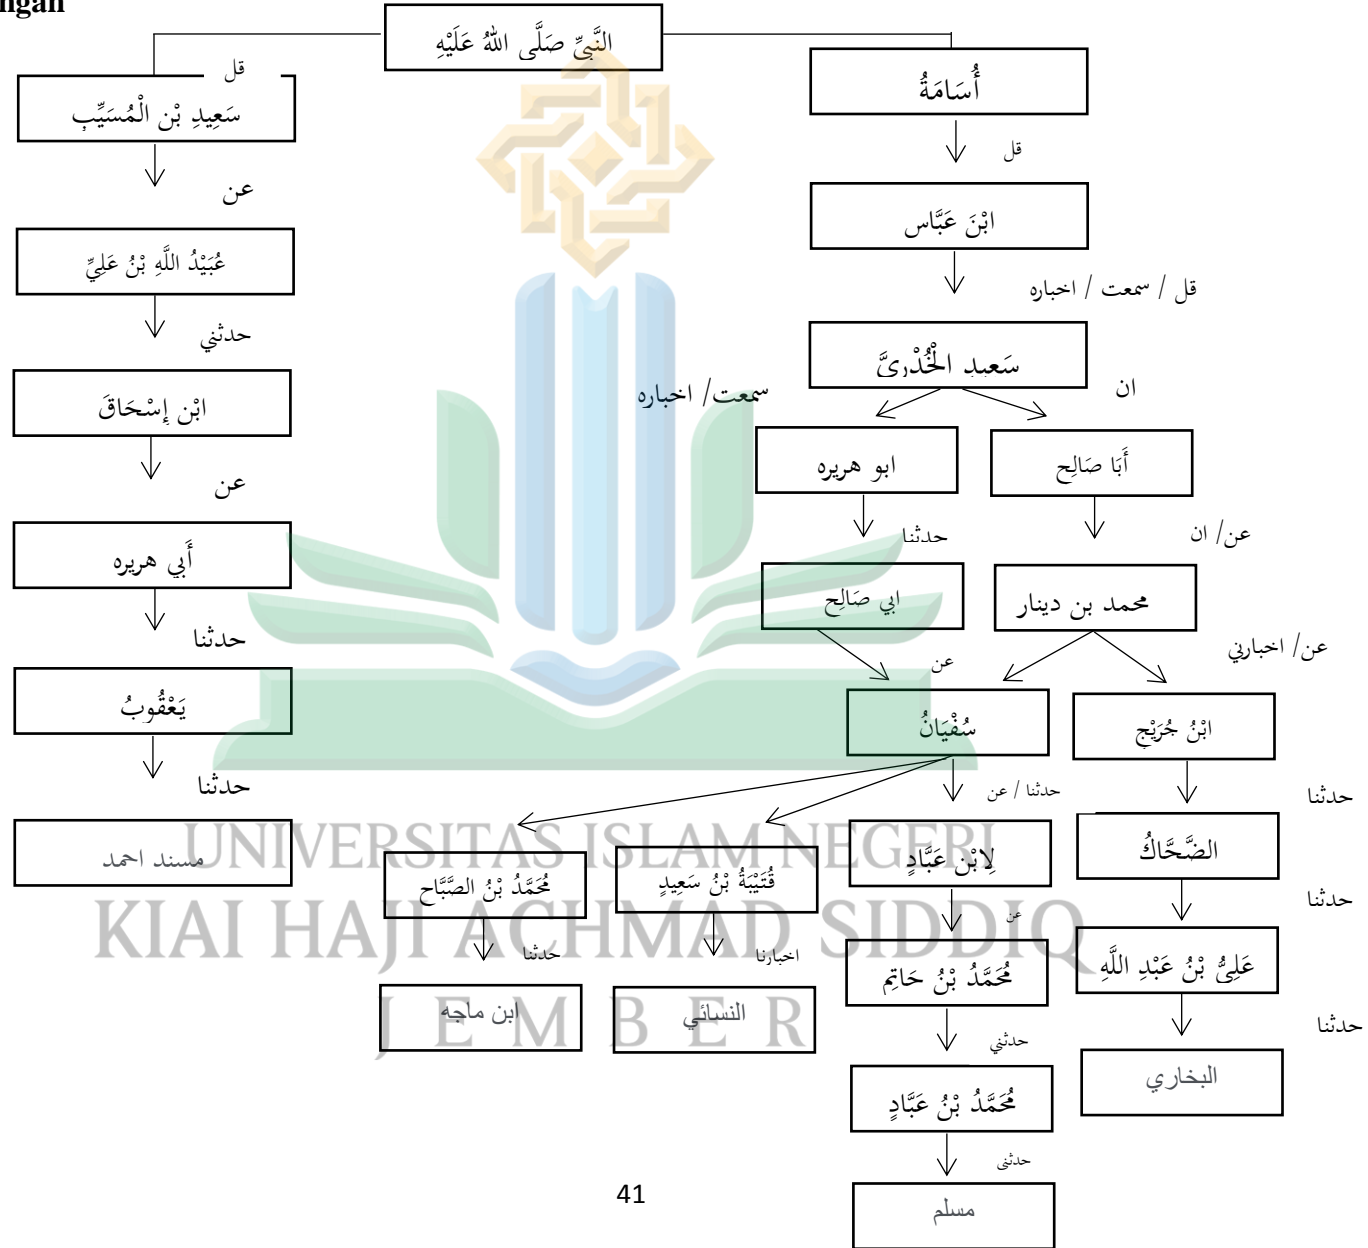 ngan
النَّبِيِّ صَلَّى اللهُ عَلَيْهِ
أُسَامَةُ
قل
ابْنَ عَبَّاس
قل / سمعت / اخباره
سَعيد الْخُدْرِىَّ
ان
سمعت/ اخباره
أَبَا صَالِح
عن/ ان
محمد بن دينار
عن/ اخبارني
ابو هريره
حدثنا
ابي صَالِح
عن
سُفْيَانُ
ابْنُ جُرَيْج
حدثنا
الضَّحَّاكُ
حدثنا
عَلِىُّ بْنُ عَبْدِ اللَّهِ
حدثنا
البخاري
حدثنا / عن
لِابْن عَبَّادٍ
عن
مُحَمَّدُ بْنُ حَاتِم
حدثني
مُحَمَّدُ بْنُ عَبَّادٍ
حدثنى
مسلم
قُتَيْبَةُ بْنُ سَعِيدٍ
اخبارنا
النسائي
مُحَمَّدُ بْنُ الصَّبَّاح
حدثنا
ابن ماجه
قل
سَعِيدِ بْن الْمُسَيِّبِ
عن
عُبَيْدُ اللَّهِ بْنُ عَلِيِّ
حدثني
ابْن إِسْحَاقَ
عن
أَبي هريره
حدثنا
يَعْقُوبُ
حدثنا
مسند احمد
UNIVERSITAS ISLAM NEGERI
KIAI HAJI ACHMAD SIDDIQ
JEMBER
41